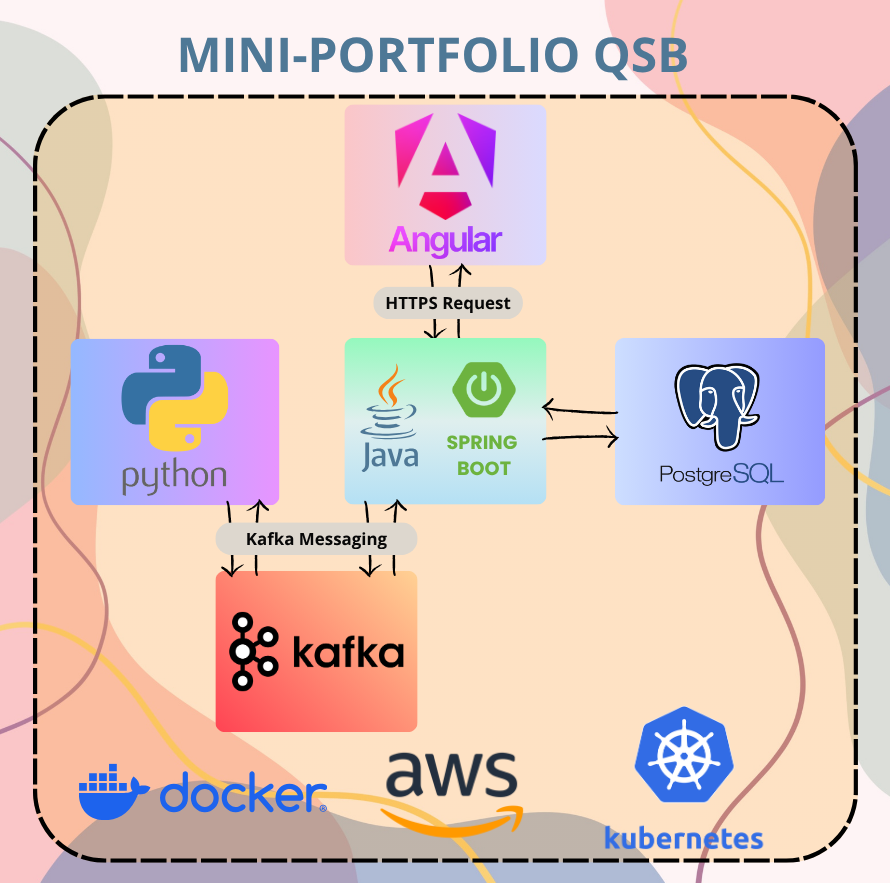 MINI-PORTFOLIO QSB
Angular
HTTPS Request
python
Java
SPRING
BOOT
PostgreSQL
Kafka Messaging
kafka
docker®
aws
kubernetes